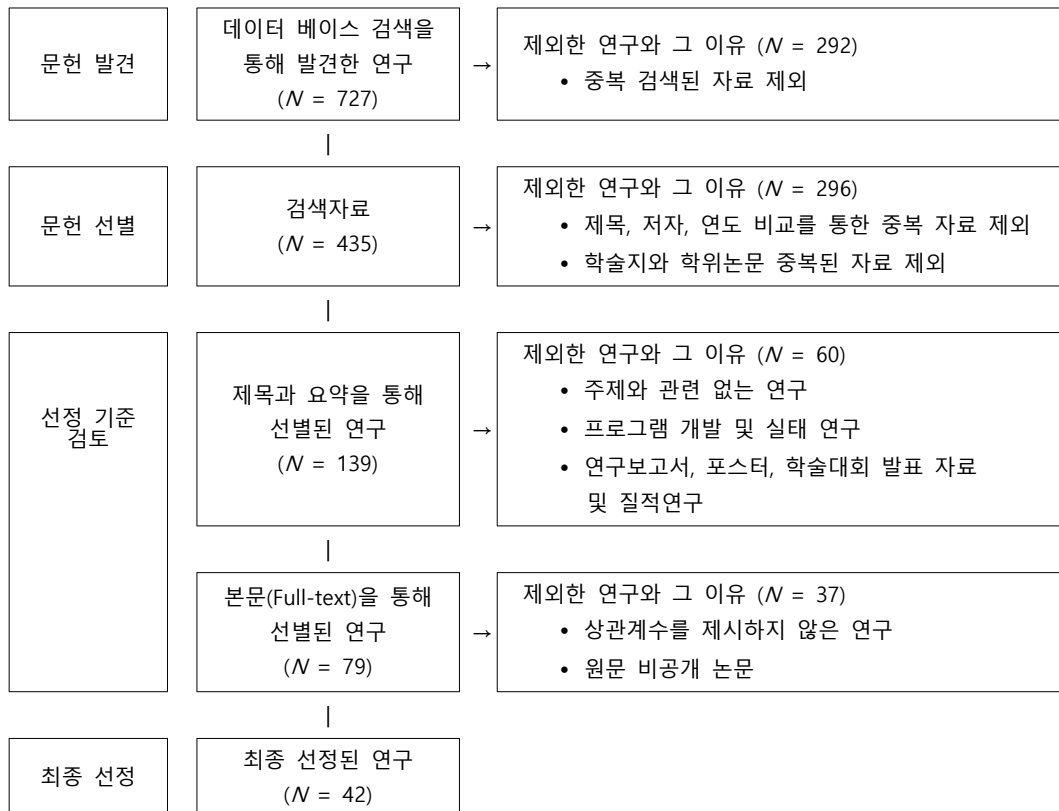 문헌 발견
데이터 베이스 검색을
통해 발견한 연구
(N = 727)
→
제외한 연구와 그 이유 (N = 292)
• 중복 검색된 자료 제외
문헌 선별
검색자료
(N = 435)
→
제외한 연구와 그 이유 (N = 296)
• 제목, 저자, 연도 비교를 통한 중복 자료 제외
• 학술지와 학위논문 중복된 자료 제외
선정 기준
검토
제목과 요약을 통해
선별된 연구
(N = 139)
→
제외한 연구와 그 이유 (N = 60)
• 주제와 관련 없는 연구
• 프로그램 개발 및 실태 연구
• 연구보고서, 포스터, 학술대회 발표 자료
및 질적연구
본문(Full-text)을 통해
선별된 연구
(N = 79)
→
제외한 연구와 그 이유 (N = 37)
• 상관계수를 제시하지 않은 연구
• 원문 비공개 논문
최종 선정
최종 선정된 연구
(N = 42)